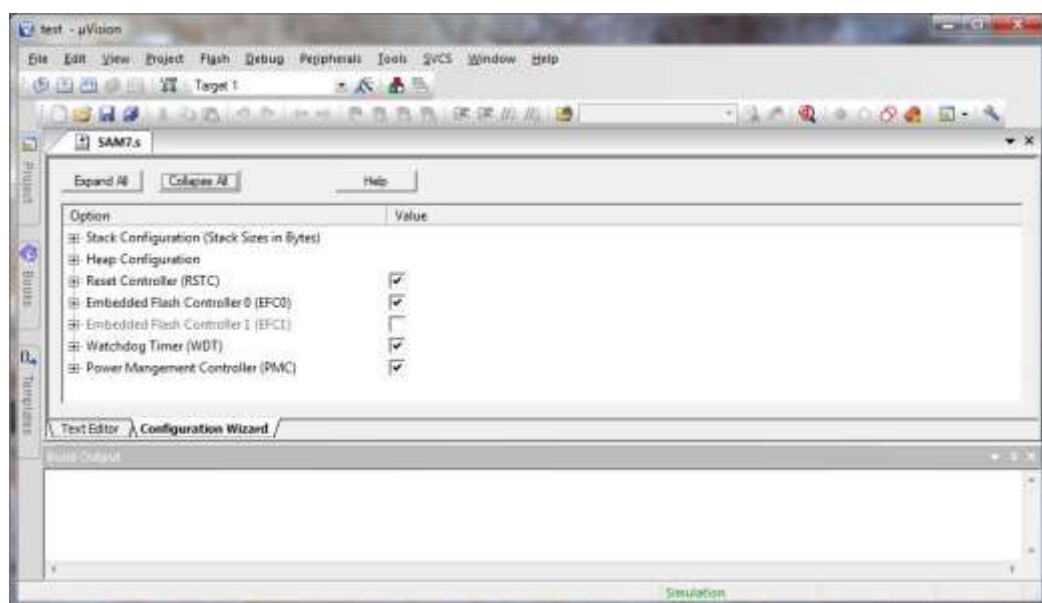 test - µVision
File Edit View Project Flash Debug Peripherals Tools SVCS Window Help
Target 1
SAM7.s
Project
Books
Templates
Expand All Collapse All Help
Option Value
Stack Configuration (Stack Sizes in Bytes)
Heap Configuration
Reset Controller (RSTC)
Embedded Flash Controller 0 (EFC0)
Embedded Flash Controller 1 (EFC1)
Watchdog Timer (WDT)
Power Mangement Controller (PMC)
Text Editor Configuration Wizard
Build Output
Simulation